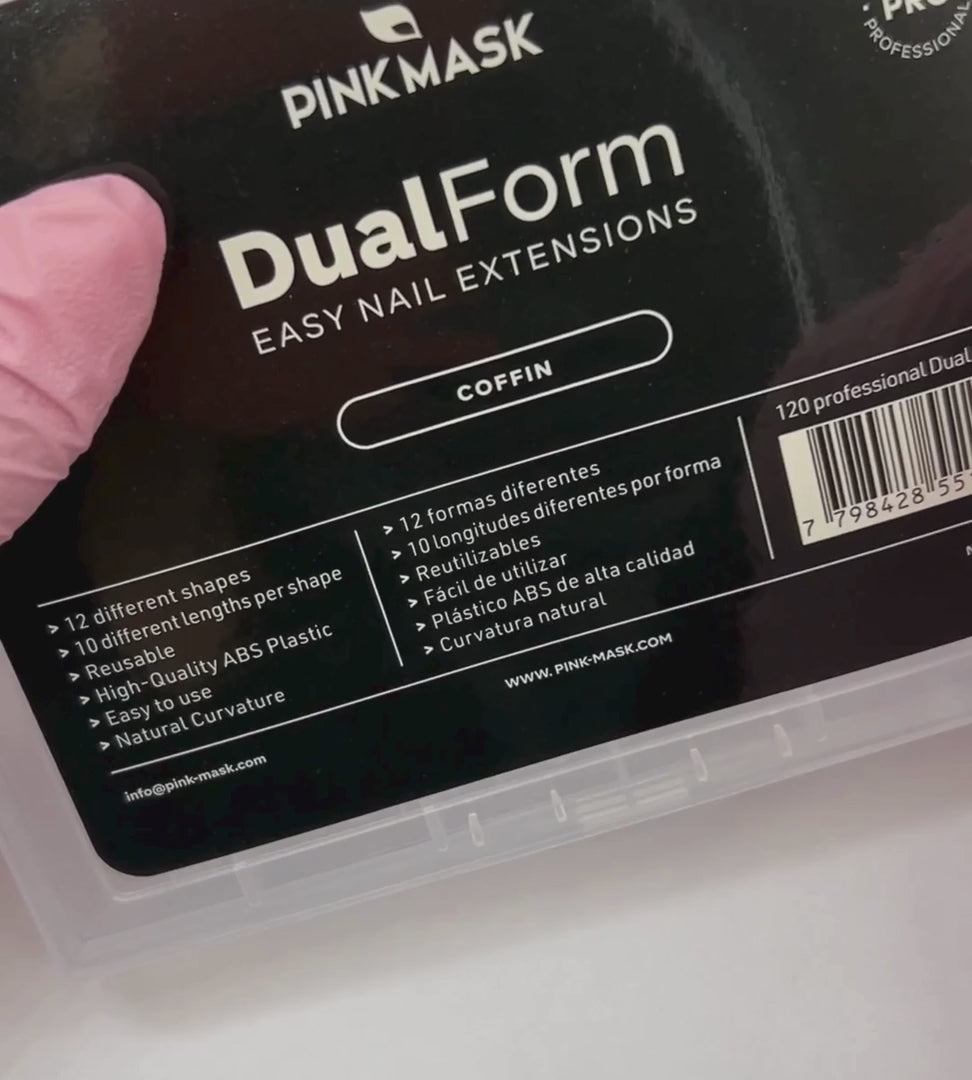 PINK MASK
PROFESSIONAL
DualForm
EASY NAIL EXTENSIONS
COFFIN
> 12 different shapes
> 10 different lengths per shape
> Reusable
> High-Quality ABS Plastic
> Easy to use
> Natural Curvature
> 12 formas diferentes
> 10 longitudes diferentes por forma
> Reutilizables
> Fácil de utilizar
> Plástico ABS de alta calidad
> Curvatura natural
120 professional Dual
7 798428 55
info@pink-mask.com
WWW.PINK-MASK.COM